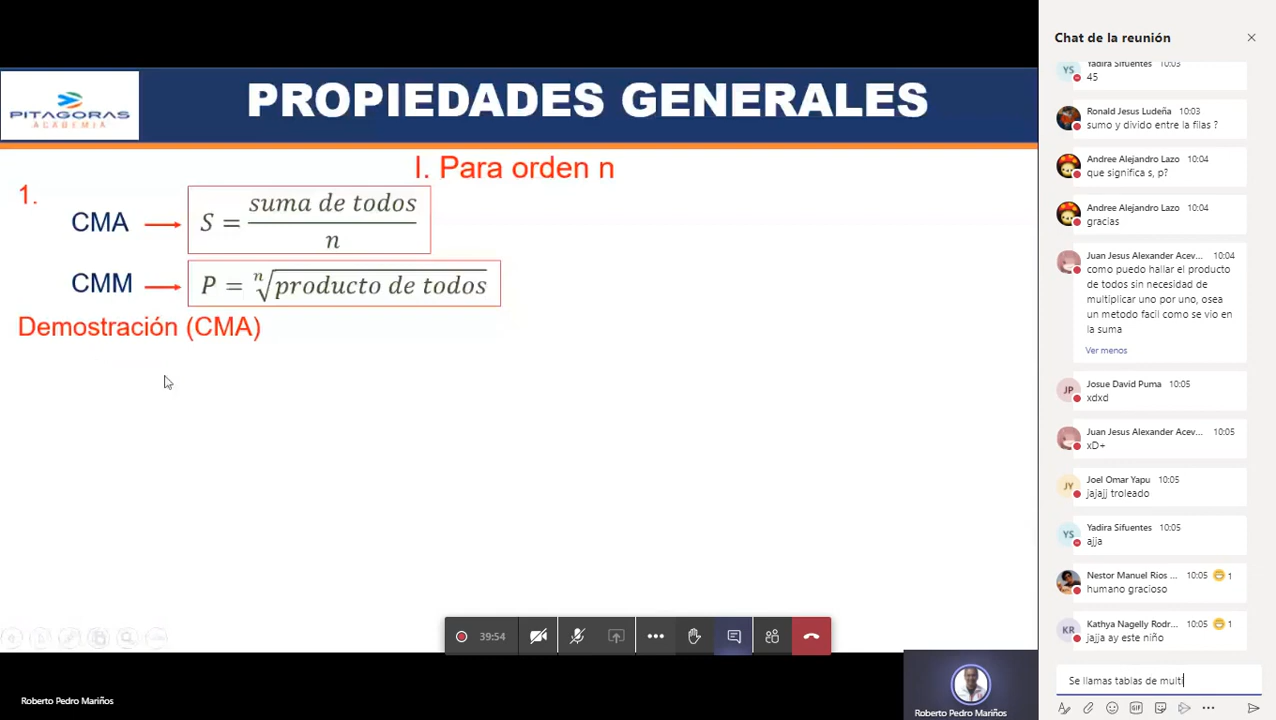 PITAGORAS
ACADEMIA
PROPIEDADES GENERALES
I. Para orden n
1.
CMA
S = suma de todos / n
CMM
P = ⁿ√producto de todos
Demostración (CMA)
39:54
Roberto Pedro Mariños
Roberto Pedro Mariños
Chat de la reunión
YS
Yadira Sifuentes 10:03
45
Ronald Jesus Ludeña 10:03
sumo y divido entre la filas ?
Andree Alejandro Lazo 10:04
que significa s, p?
Andree Alejandro Lazo 10:04
gracias
Juan Jesus Alexander Acev... 10:04
como puedo hallar el producto
de todos sin necesidad de
multiplicar uno por uno, osea
un metodo facil como se vio en
la suma
Ver menos
JP
Josue David Puma 10:05
xdxd
Juan Jesus Alexander Acev... 10:05
xD+
JY
Joel Omar Yapu 10:05
jajajj troleado
YS
Yadira Sifuentes 10:05
ajja
Nestor Manuel Rios ... 10:05 1
humano gracioso
KR
Kathya Nagelly Rodr... 10:05 1
jajja ay este niño
Se llamas tablas de multi
GIF